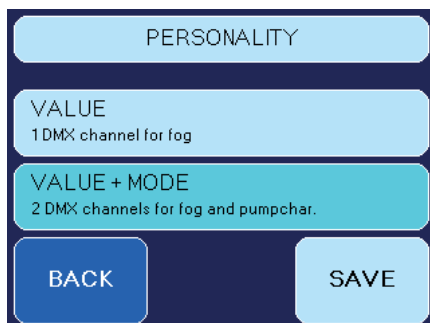 PERSONALITY
VALUE
1 DMX channel for fog
VALUE + MODE
2 DMX channels for fog and pumpchar.
BACK
SAVE